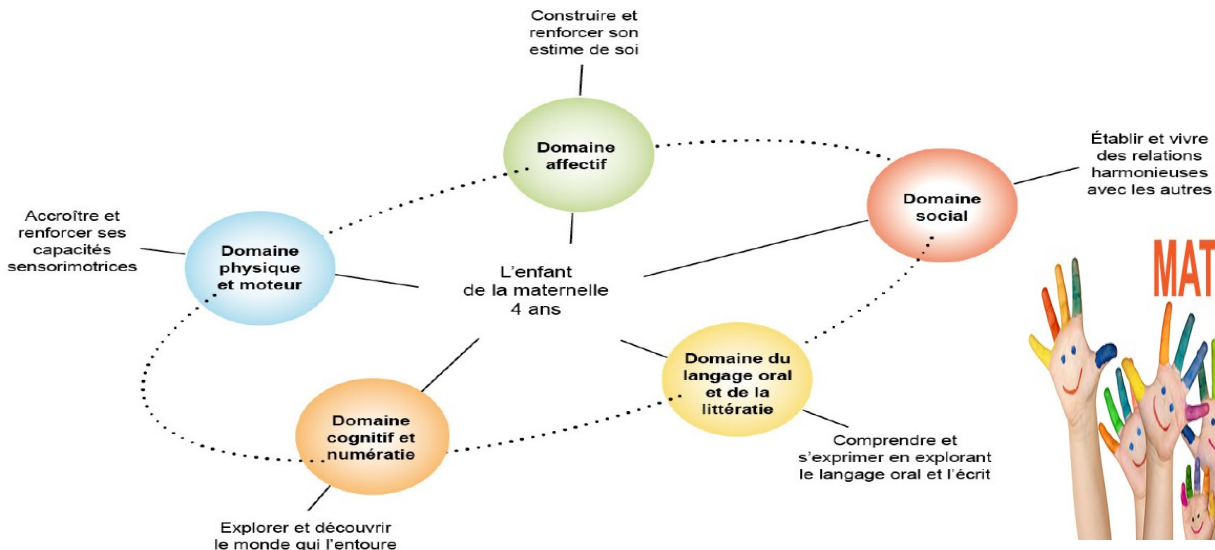 Construire et
renforcer son
estime de soi
Domaine
affectif
Établir et vivre
des relations
harmonieuses
avec les autres
Domaine
social
Accroître et
renforcer ses
capacités
sensorimotrices
Domaine
physique
et moteur
L'enfant
de la maternelle
4 ans
MAT
Domaine du
langage oral
et de la
littératie
Domaine
cognitif et
numératie
Comprendre et
s'exprimer en explorant
le langage oral et l'écrit
Explorer et découvrir
le monde qui l'entoure